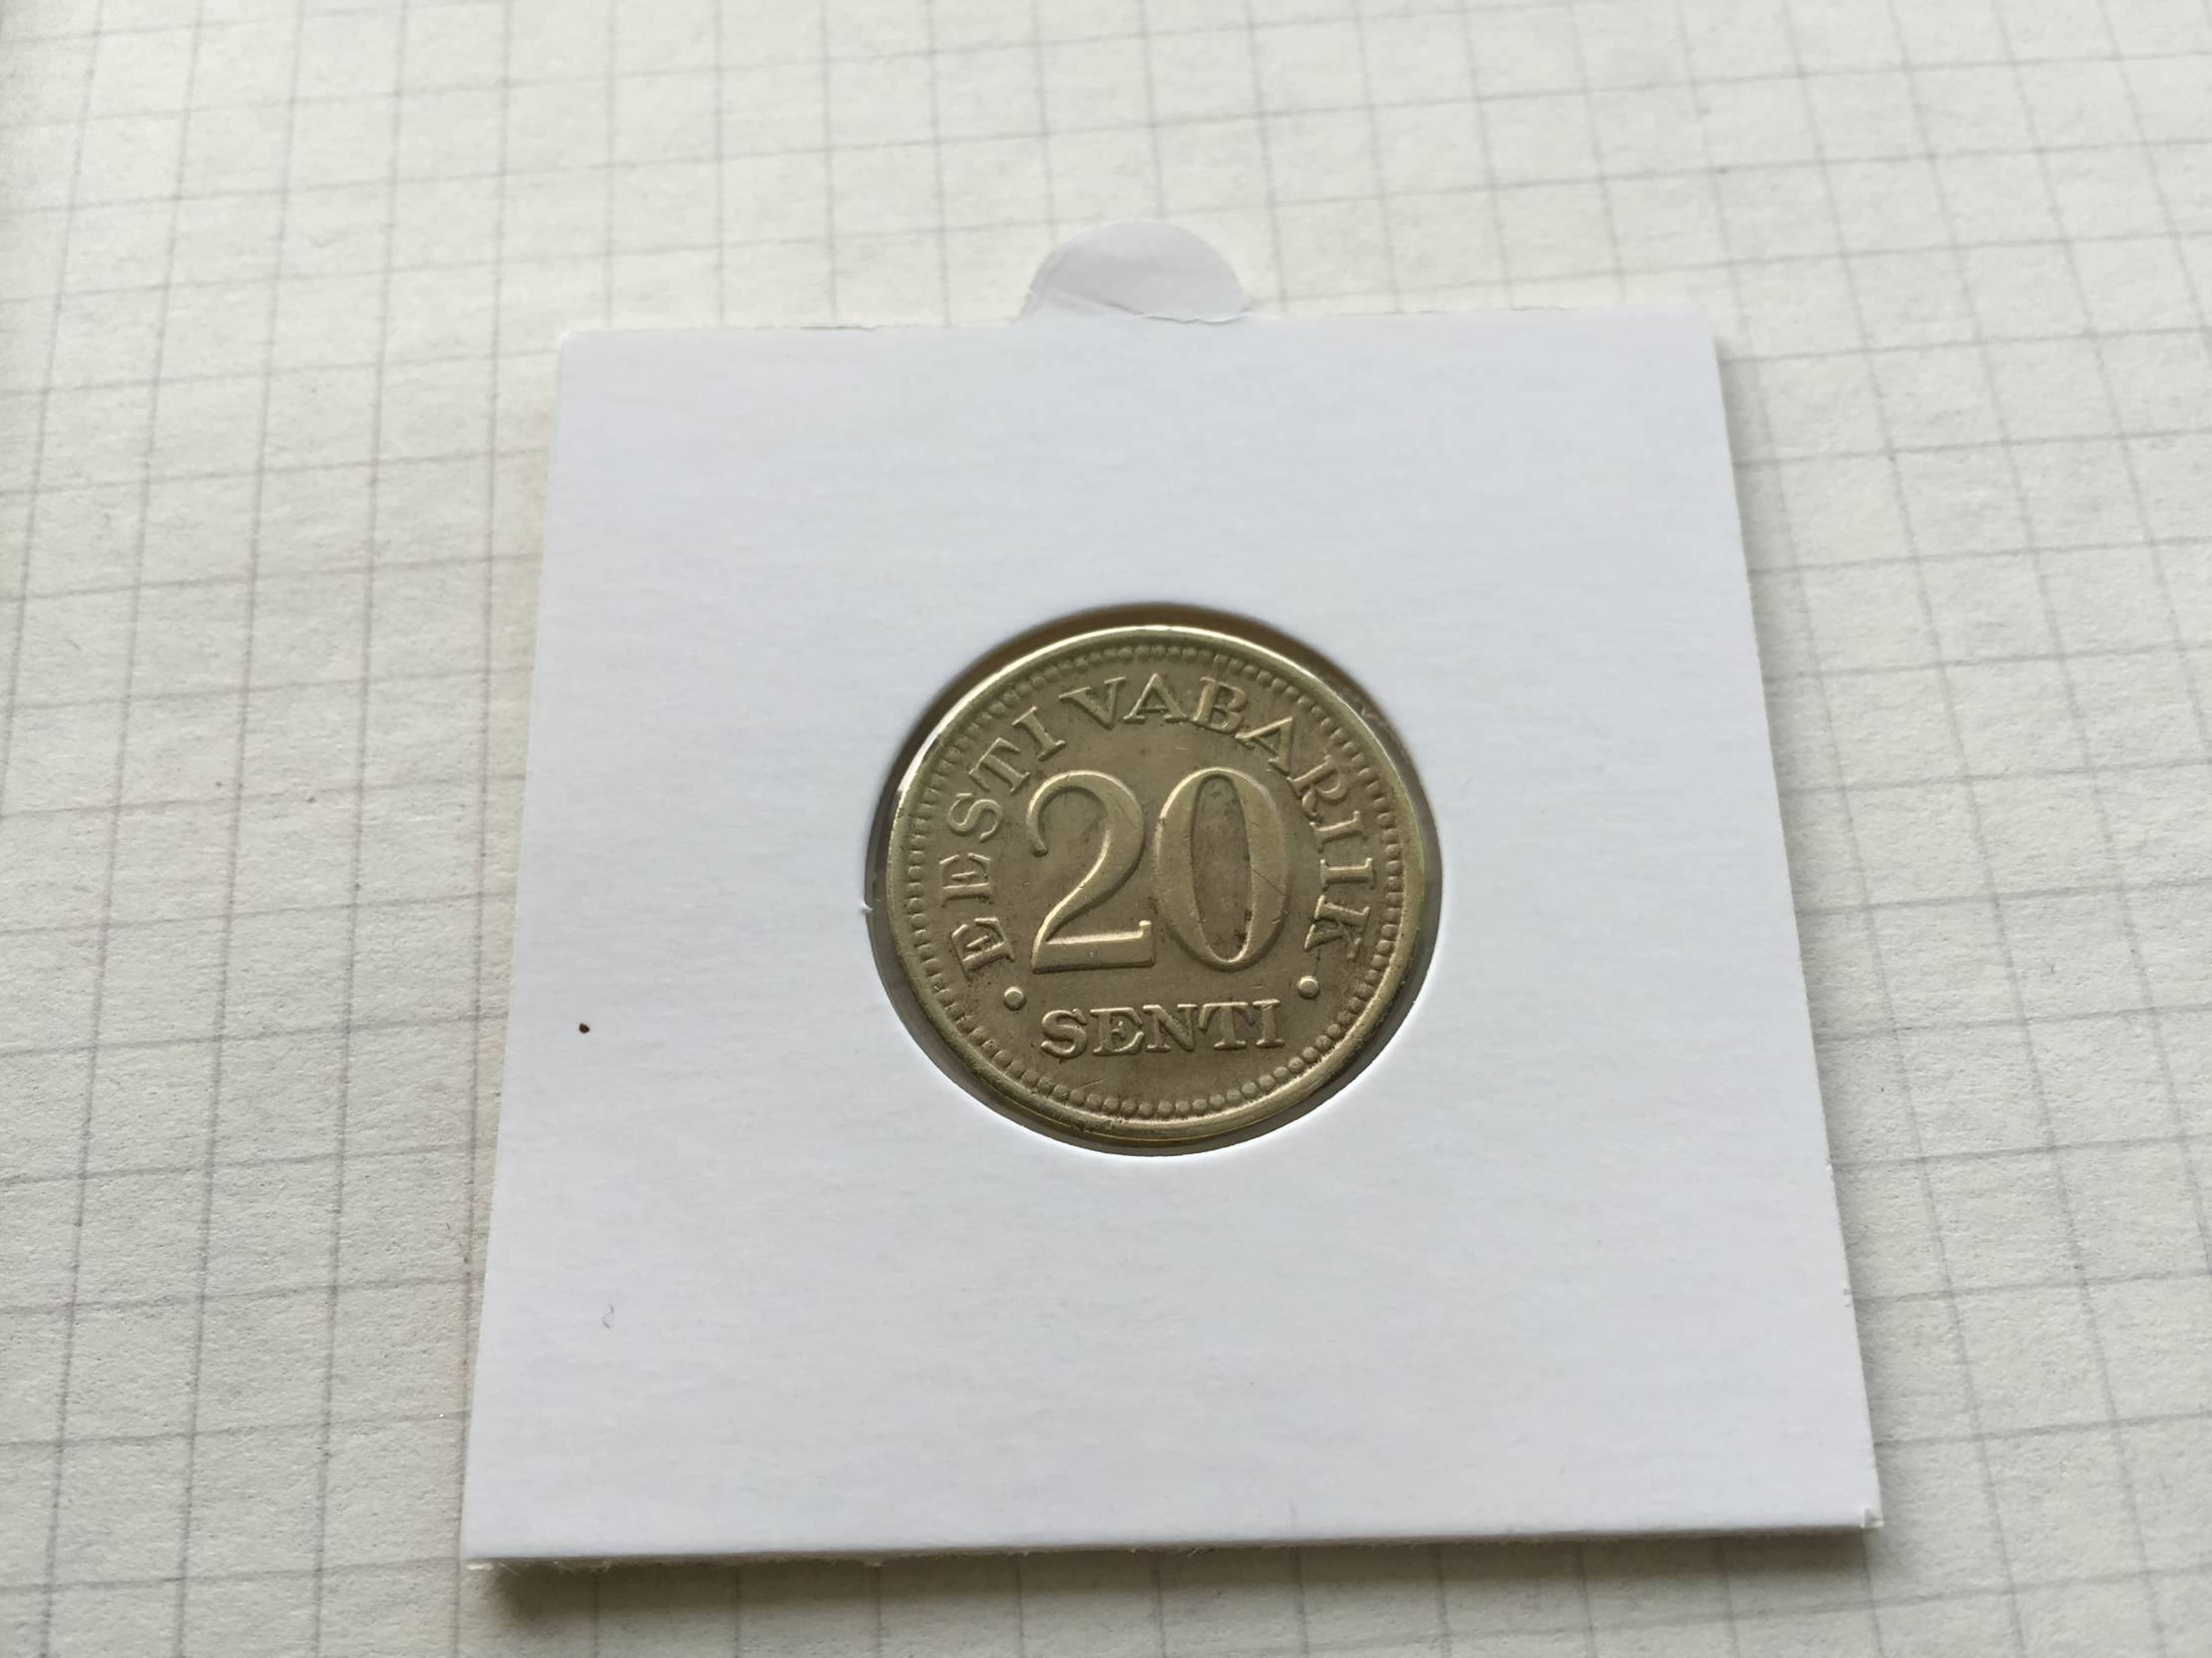 EESTI VABARIIK
20
• SENTI •